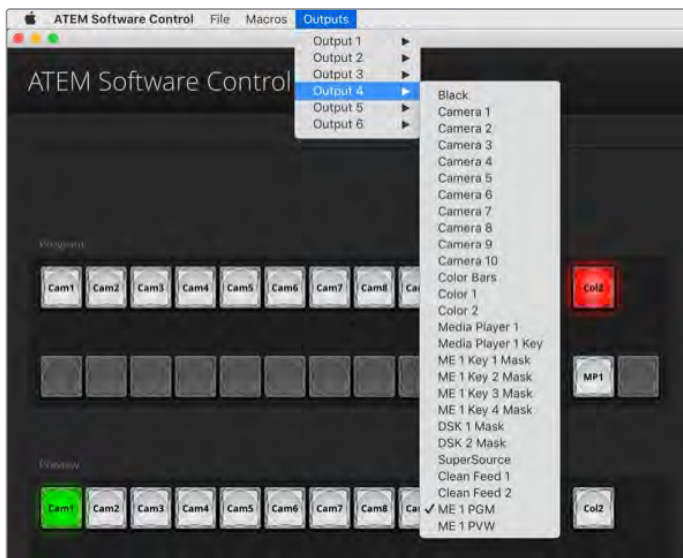 ATEM Software Control File Macros Outputs
Output 1
Output 2
Output 3
Output 4
Output 5
Output 6
ATEM Software Control
Black
Camera 1
Camera 2
Camera 3
Camera 4
Camera 5
Camera 6
Camera 7
Camera 8
Camera 9
Camera 10
Color Bars
Color 1
Color 2
Media Player 1
Media Player 1 Key
ME 1 Key 1 Mask
ME 1 Key 2 Mask
ME 1 Key 3 Mask
ME 1 Key 4 Mask
DSK 1 Mask
DSK 2 Mask
SuperSource
Clean Feed 1
Clean Feed 2
✓ ME 1 PGM
ME 1 PVW
Program
Cam1 Cam2 Cam3 Cam4 Cam5 Cam6 Cam7 Cam8 Ca Col2
MP1
Preview
Cam1 Cam2 Cam3 Cam4 Cam5 Cam6 Cam7 Cam8 Ca Col2